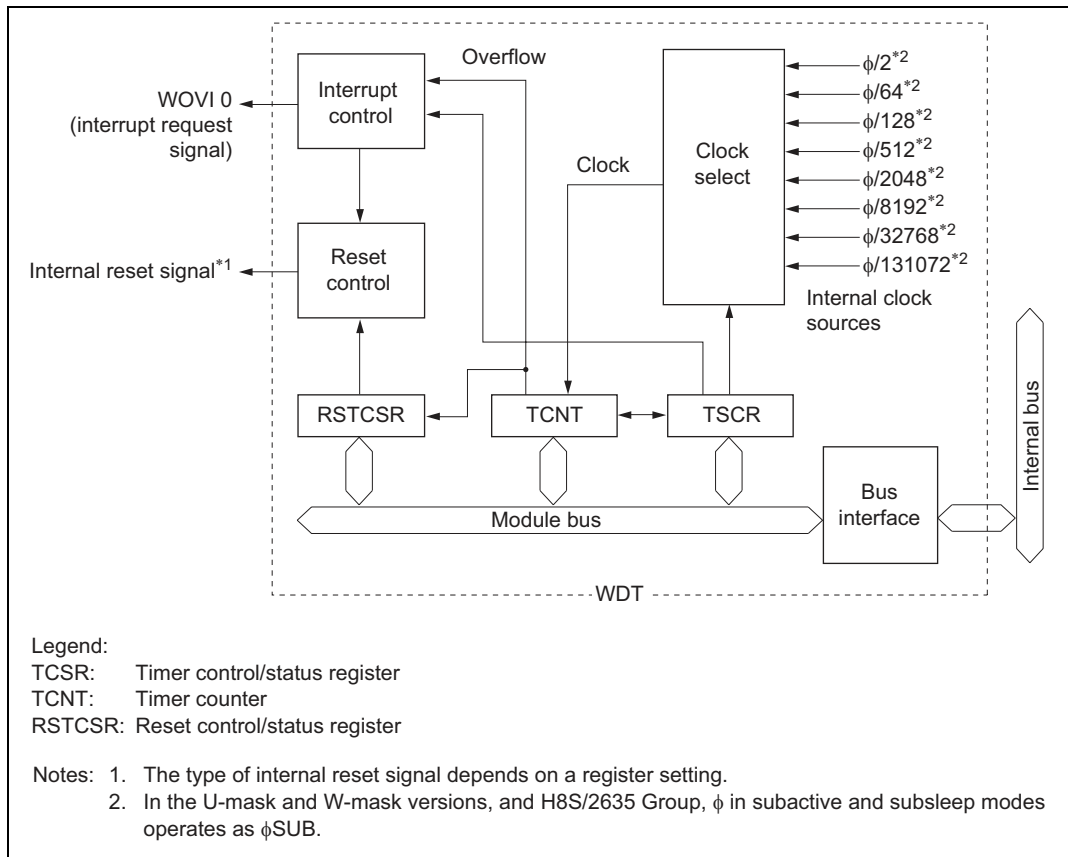 Overflow
Interrupt
control
WOVI 0
(interrupt request
signal)
Clock
Clock
select
ϕ/2*2
ϕ/64*2
ϕ/128*2
ϕ/512*2
ϕ/2048*2
ϕ/8192*2
ϕ/32768*2
ϕ/131072*2
Internal clock
sources
Reset
control
Internal reset signal*1
RSTCSR
TCNT
TSCR
Module bus
Bus
interface
Internal bus
WDT
Legend:
TCSR: Timer control/status register
TCNT: Timer counter
RSTCSR: Reset control/status register
Notes: 1. The type of internal reset signal depends on a register setting.
2. In the U-mask and W-mask versions, and H8S/2635 Group, ϕ in subactive and subsleep modes
operates as ϕSUB.